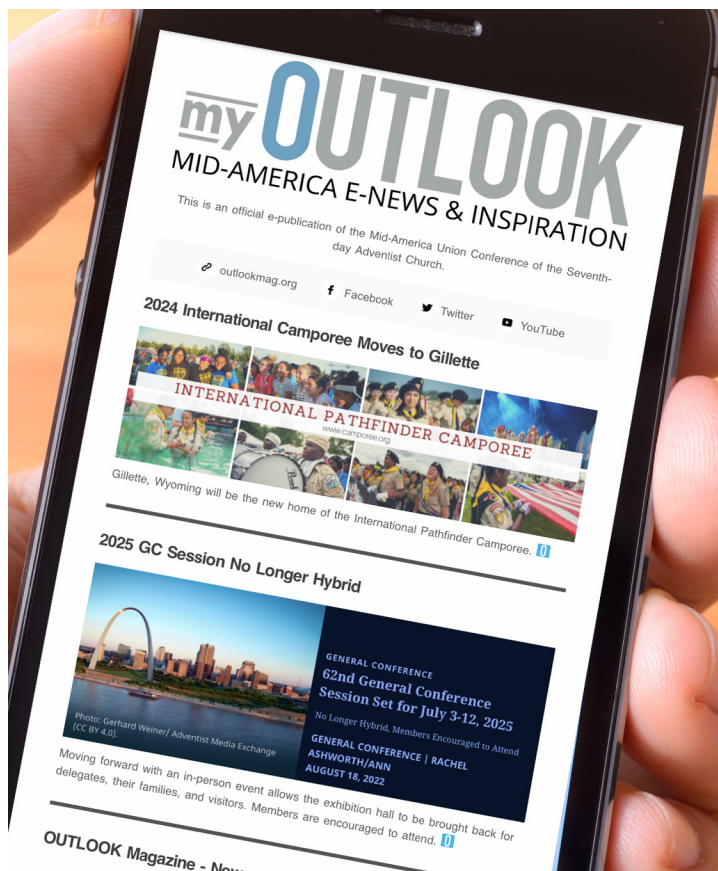 my OUTLOOK
MID-AMERICA E-NEWS & INSPIRATION
This is an official e-publication of the Mid-America Union Conference of the Seventh-
day Adventist Church.
outlookmag.org Facebook Twitter YouTube
2024 International Camporee Moves to Gillette
INTERNATIONAL PATHFINDER CAMPOREE
www.camporee.org
Gillette, Wyoming will be the new home of the International Pathfinder Camporee.
2025 GC Session No Longer Hybrid
Photo: Gerhard Weiner/ Adventist Media Exchange
(CC BY 4.0).
GENERAL CONFERENCE
62nd General Conference
Session Set for July 3-12, 2025
No Longer Hybrid, Members Encouraged to Attend
GENERAL CONFERENCE | RACHEL
ASHWORTH/ANN
AUGUST 18, 2022
Moving forward with an in-person event allows the exhibition hall to be brought back for
delegates, their families, and visitors. Members are encouraged to attend.
OUTLOOK Magazine -